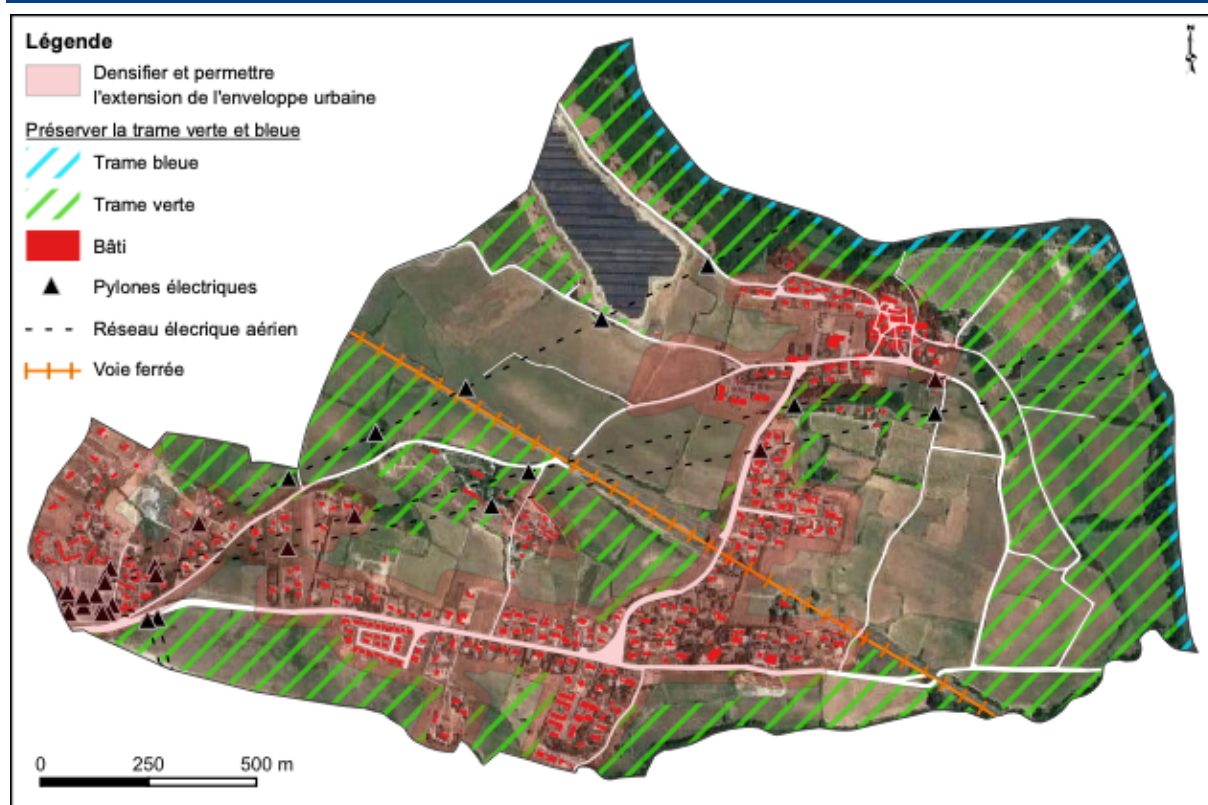 Légende
Densifier et permettre
l'extension de l'enveloppe urbaine
Préserver la trame verte et bleue
Trame bleue
Trame verte
Bâti
Pylones électriques
Réseau élecrique aérien
Voie ferrée
0 250 500 m